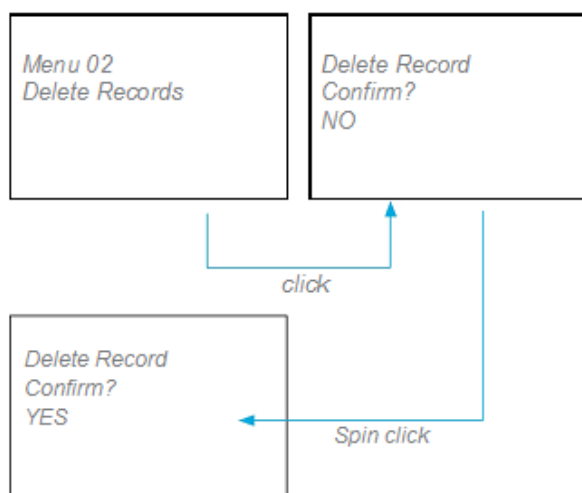 Menu 02
Delete Records
Delete Record
Confirm?
NO
click
Delete Record
Confirm?
YES
Spin click